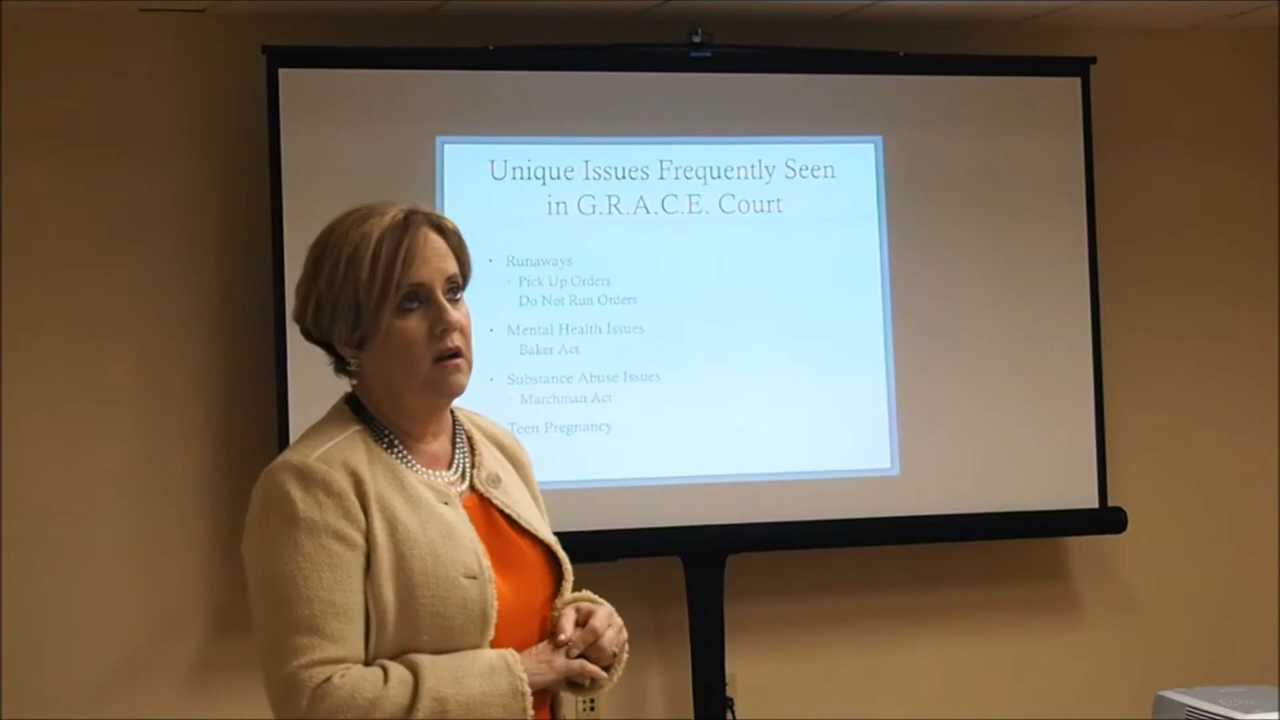 Unique Issues Frequently Seen
in G.R.A.C.E. Court
• Runaways
◦ Pick Up Orders
◦ Do Not Run Orders
• Mental Health Issues
Baker Act
• Substance Abuse Issues
◦ Marchman Act
Teen Pregnancy